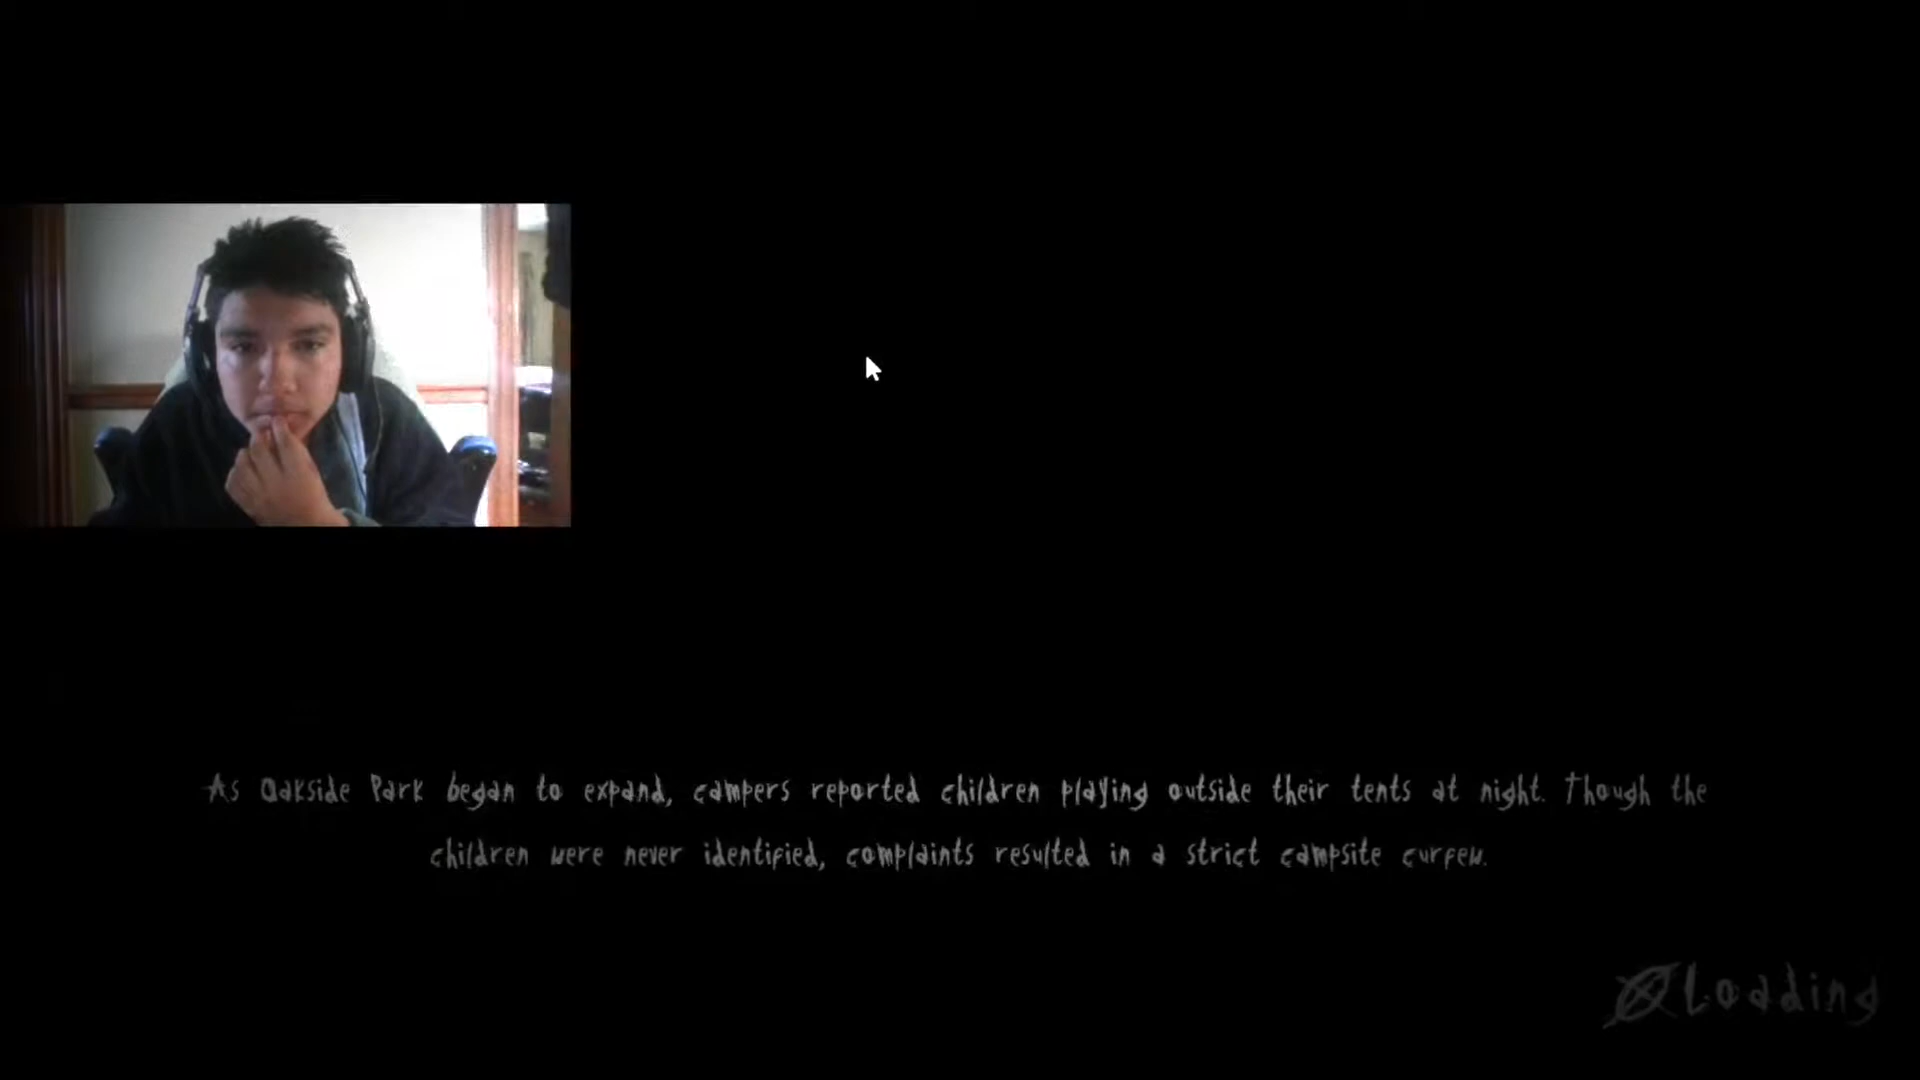 As Oakside Park began to expand, campers reported children playing outside their tents at night. Though the
children were never identified, complaints resulted in a strict campsite curfew.
Loading